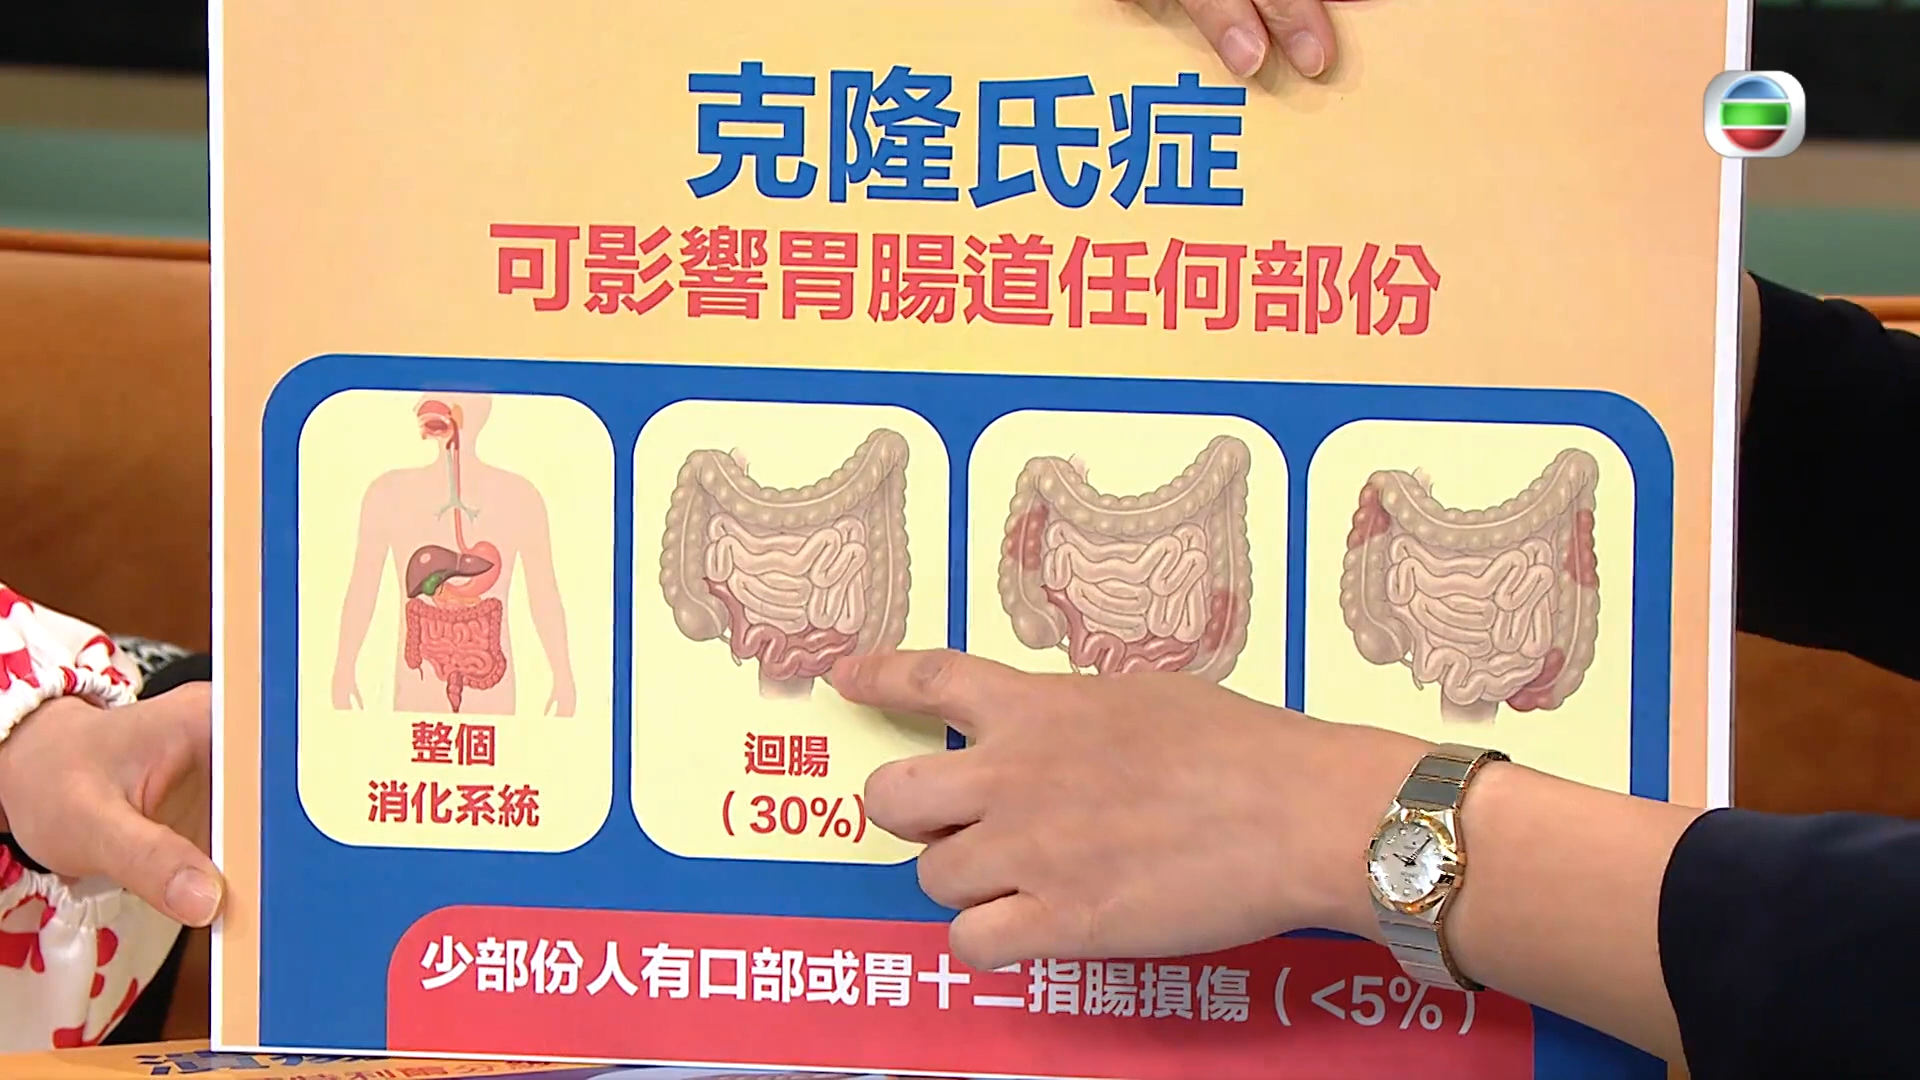 克隆氏症
可影響胃腸道任何部份
整個
消化系統
迴腸
(30%)
少部份人有口部或胃十二指腸損傷(<5%)